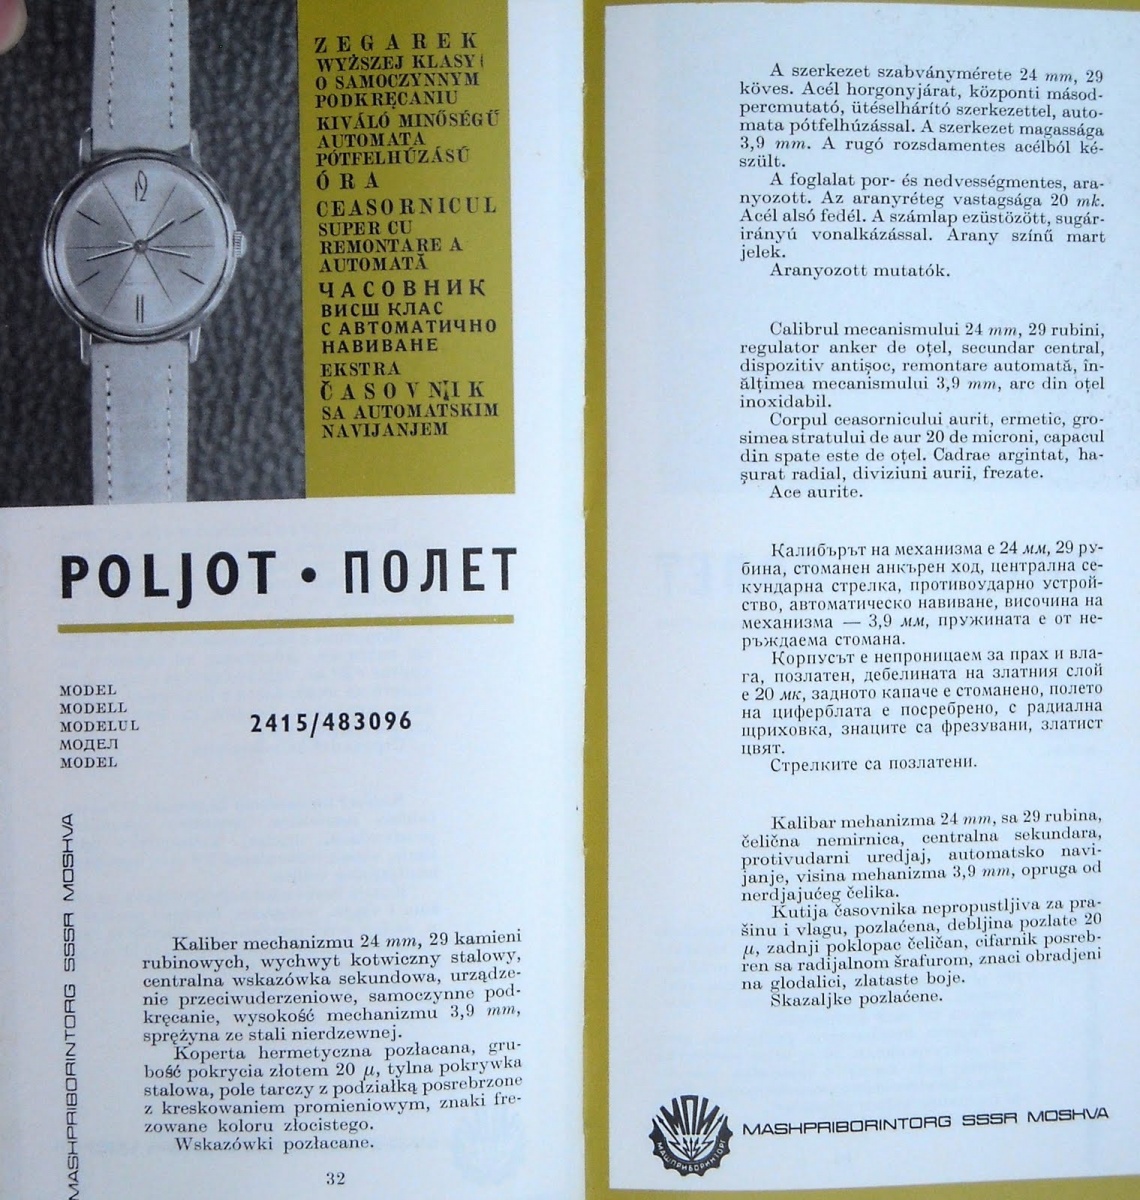 12
ZEGAREK
WYŻSZEJ KLASY
O SAMOCZYNNYM
PODKRĘCANIU
KIVÁLÓ MINŐSÉGŰ
AUTOMATA
PÓTFELHÚZÁSÚ
ÓRA
CEASORNICUL
SUPER CU
REMONTARE A
AUTOMATĂ
ЧАСОВНИК
ВИСШ КЛАС
С АВТОМАТИЧНО
НАВИВАНЕ
EKSTRA
ČASOVNIK
SA AUTOMATSKIM
NAVIJANJEM
POLJOT • ПОЛЕТ
MODEL
MODELL
MODELUL
МОДЕЛ
MODEL
2415/483096
MASHPRIBORINTORG SSSR MOSHVA
Kaliber mechanizmu 24 mm, 29 kamieni
rubinowych, wychwyt kotwiczny stalowy,
centralna wskazówka sekundowa, urządze-
nie przeciwuderzeniowe, samoczynne pod-
kręcanie, wysokość mechanizmu 3,9 mm,
sprężyna ze stali nierdzewnej.
Koperta hermetyczna pozłacana, gru-
bość pokrycia złotem 20 μ, tylna pokrywka
stalowa, pole tarczy z podziałką posrebrzone
z kreskowaniem promieniowym, znaki fre-
zowane koloru złocistego.
Wskazówki pozłacane.
32
A szerkezet szabványmérete 24 mm, 29
köves. Acél horgonyjárat, központi másod-
percmutató, ütéselhárító szerkezettel, auto-
mata pótfelhúzással. A szerkezet magassága
3,9 mm. A rugó rozsdamentes acélból ké-
szült.
A foglalat por- és nedvességmentes, ara-
nyozott. Az aranyréteg vastagsága 20 mk.
Acél alsó fedél. A számlap ezüstözött, sugár-
irányú vonalkázással. Arany színű mart
jelek.
Aranyozott mutatók.
Calibrul mecanismului 24 mm, 29 rubini,
regulator anker de oțel, secundar central,
dispozitiv antișoc, remontare automată, în-
ălțimea mecanismului 3,9 mm, arc din oțel
inoxidabil.
Corpul ceasornicului aurit, ermetic, gro-
simea stratului de aur 20 de microni, capacul
din spate este de oțel. Cadrae argintat, ha-
șurat radial, diviziuni aurii, frezate.
Ace aurite.
Калибърът на механизма е 24 мм, 29 ру-
бина, стоманен анкърен ход, централна се-
кундарна стрелка, противоударно устрой-
ство, автоматическо навиване, височина на
механизма — 3,9 мм, пружината е от не-
ръждаема стомана.
Корпусът е непроницаем за прах и вла-
га, позлатен, дебелината на златния слой
е 20 мк, задното капаче е стоманено, полето
на циферблата е посребрено, с радиална
щриховка, знаците са фрезувани, златист
цвят.
Стрелките са позлатени.
Kalibar mehanizma 24 mm, sa 29 rubina,
čelična nemirnica, centralna sekundara,
protivudarni uredjaj, automatsko navi-
janje, visina mehanizma 3,9 mm, opruga od
nerdjajućeg čelika.
Kutija časovnika nepropustljiva za pra-
šinu i vlagu, pozlaćena, debljina pozlate 20
μ, zadnji poklopac čeličan, cifarnik posreb-
ren sa radijalnom šrafurom, znaci obradjeni
na glodalici, zlataste boje.
Skazaljke pozlaćene.
МПИ
МАШПРИБОРИНТОРГ
MASHPRIBORINTORG SSSR MOSHVA